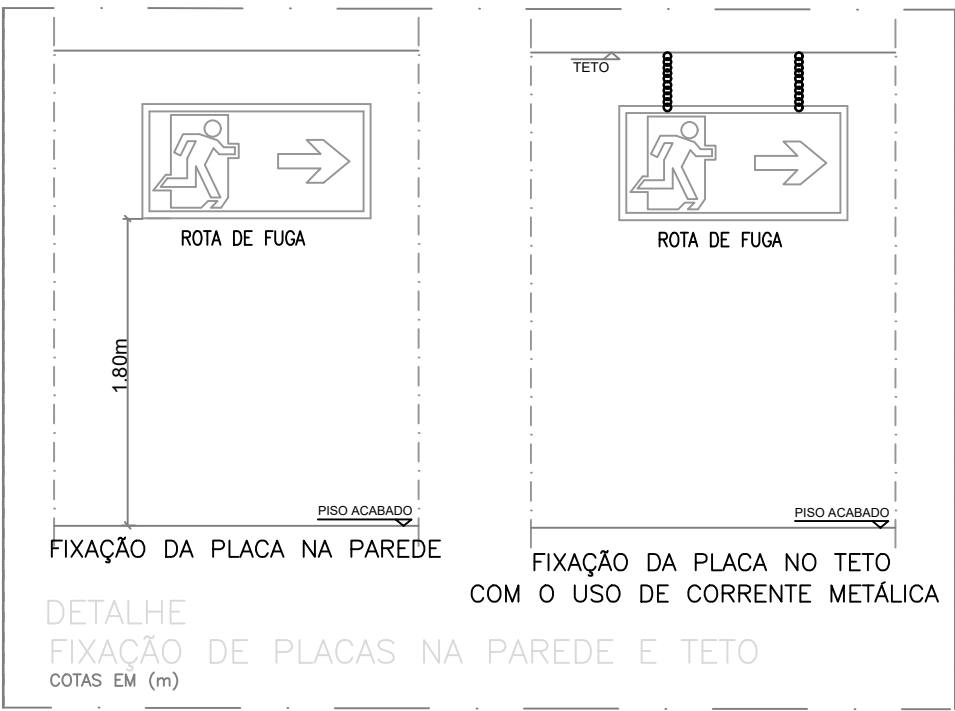 TETO
ROTA DE FUGA
ROTA DE FUGA
1.80m
PISO ACABADO
PISO ACABADO
FIXAÇÃO DA PLACA NA PAREDE
FIXAÇÃO DA PLACA NO TETO
COM O USO DE CORRENTE METÁLICA
DETALHE
FIXAÇÃO DE PLACAS NA PAREDE E TETO
COTAS EM (m)